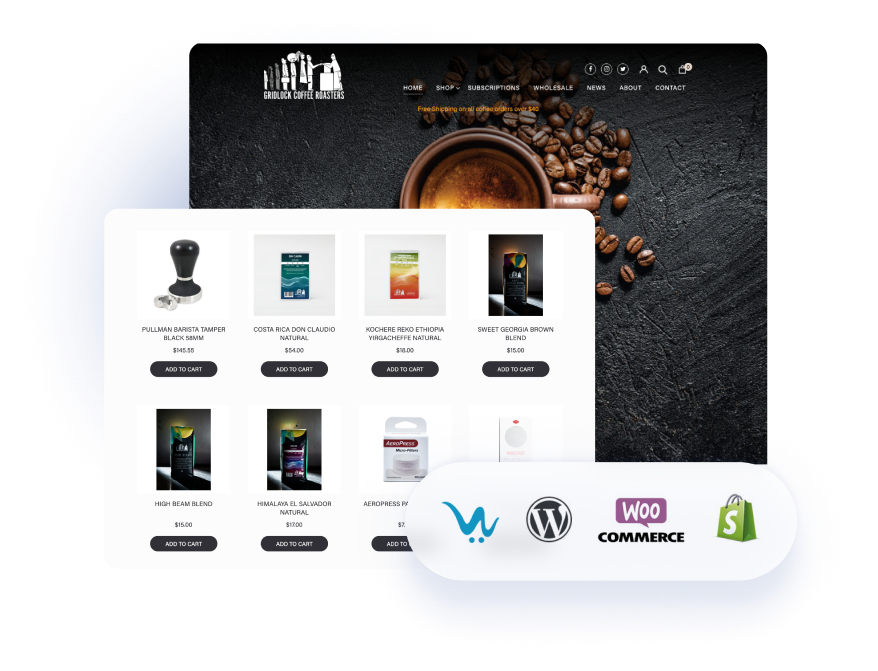 GRIDLOCK COFFEE ROASTERS
0
HOME SHOP SUBSCRIPTIONS WHOLESALE NEWS ABOUT CONTACT
Free Shipping on all coffee orders over $40
PULLMAN BARISTA TAMPER
BLACK 58MM
$145.55
ADD TO CART
COSTA RICA DON CLAUDIO
NATURAL
$54.00
ADD TO CART
KOCHERE REKO ETHIOPIA
YIRGACHEFFE NATURAL
$18.00
ADD TO CART
SWEET GEORGIA BROWN
BLEND
$15.00
ADD TO CART
HIGH BEAM BLEND
$15.00
ADD TO CART
HIMALAYA EL SALVADOR
NATURAL
$17.00
ADD TO CART
AEROPRESS
Micro-Filters
AEROPRESS PA
$7.
ADD TO
W
WOO
COMMERCE
S